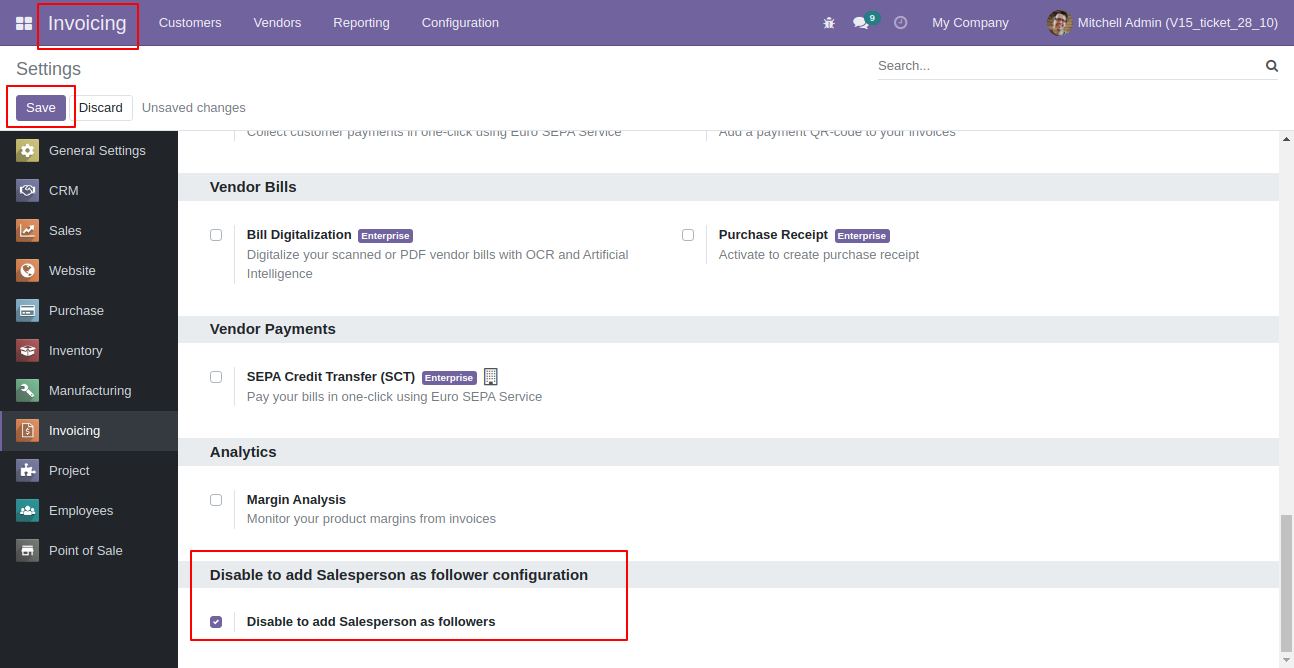 Invoicing Customers Vendors Reporting Configuration 9 My Company Mitchell Admin (V15_ticket_28_10)
Settings Search...
Save Discard Unsaved changes
Collect customer payments in one-click using Euro SEPA Service Add a payment QR-code to your invoices
General Settings
CRM
Sales
Website
Purchase
Inventory
Manufacturing
Invoicing
Project
Employees
Point of Sale
Vendor Bills
Bill Digitalization Enterprise
Digitalize your scanned or PDF vendor bills with OCR and Artificial
Intelligence
Purchase Receipt Enterprise
Activate to create purchase receipt
Vendor Payments
SEPA Credit Transfer (SCT) Enterprise
Pay your bills in one-click using Euro SEPA Service
Analytics
Margin Analysis
Monitor your product margins from invoices
Disable to add Salesperson as follower configuration
Disable to add Salesperson as followers